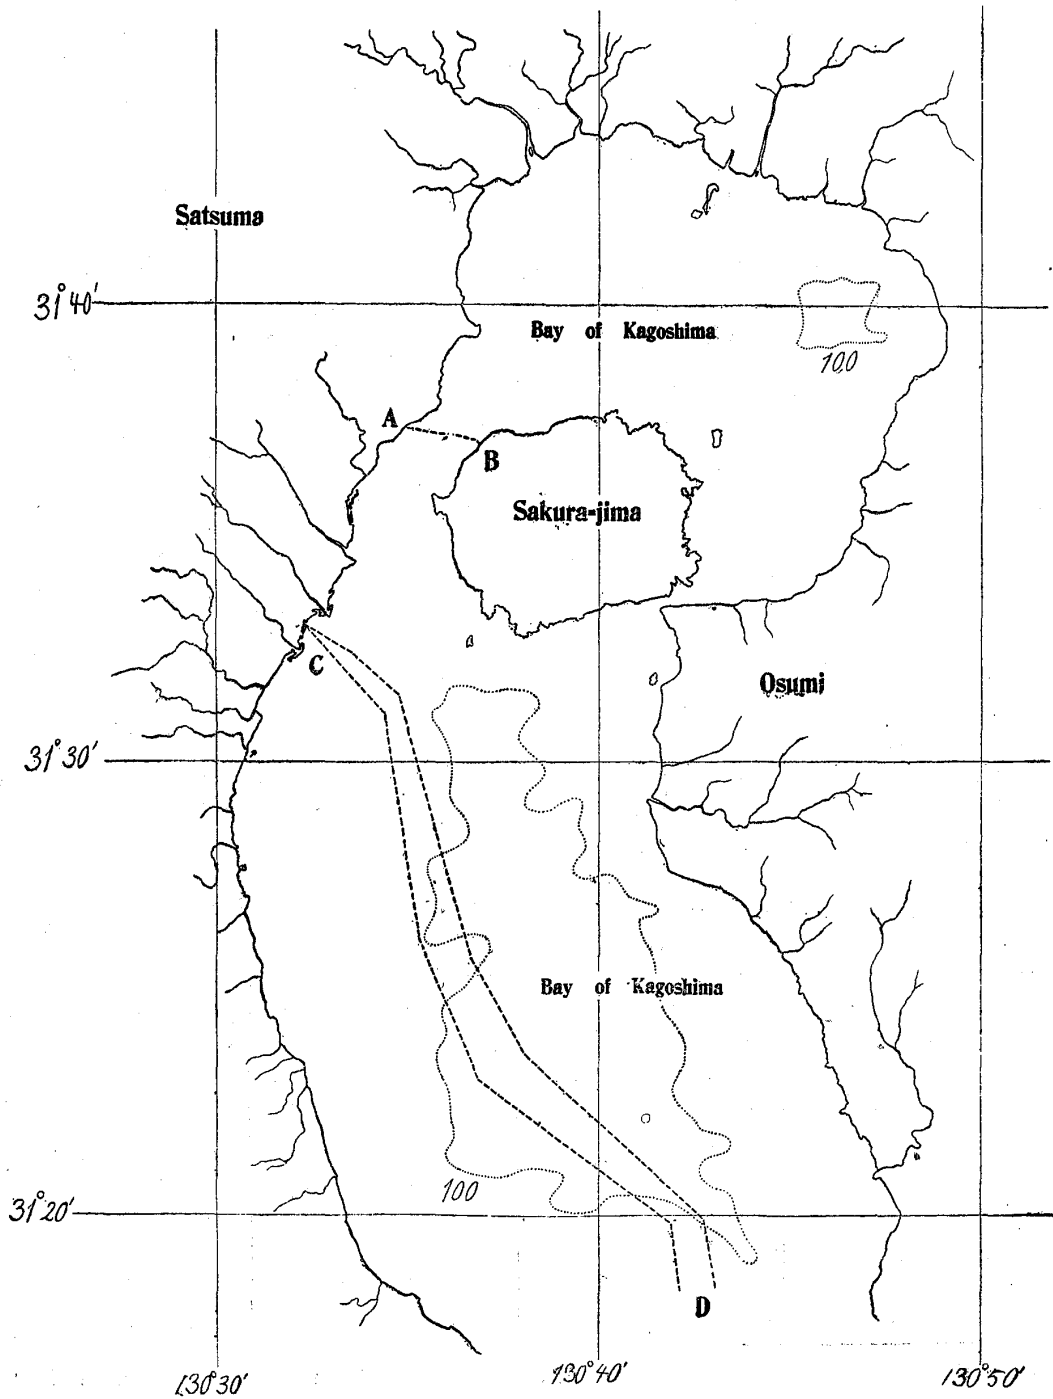 Satsuma
31°40'
Bay of Kagoshima
100
A
B
Sakura-jima
C
Osumi
31°30'
Bay of Kagoshima
100
31°20'
D
130°30'
130°40'
130°50'